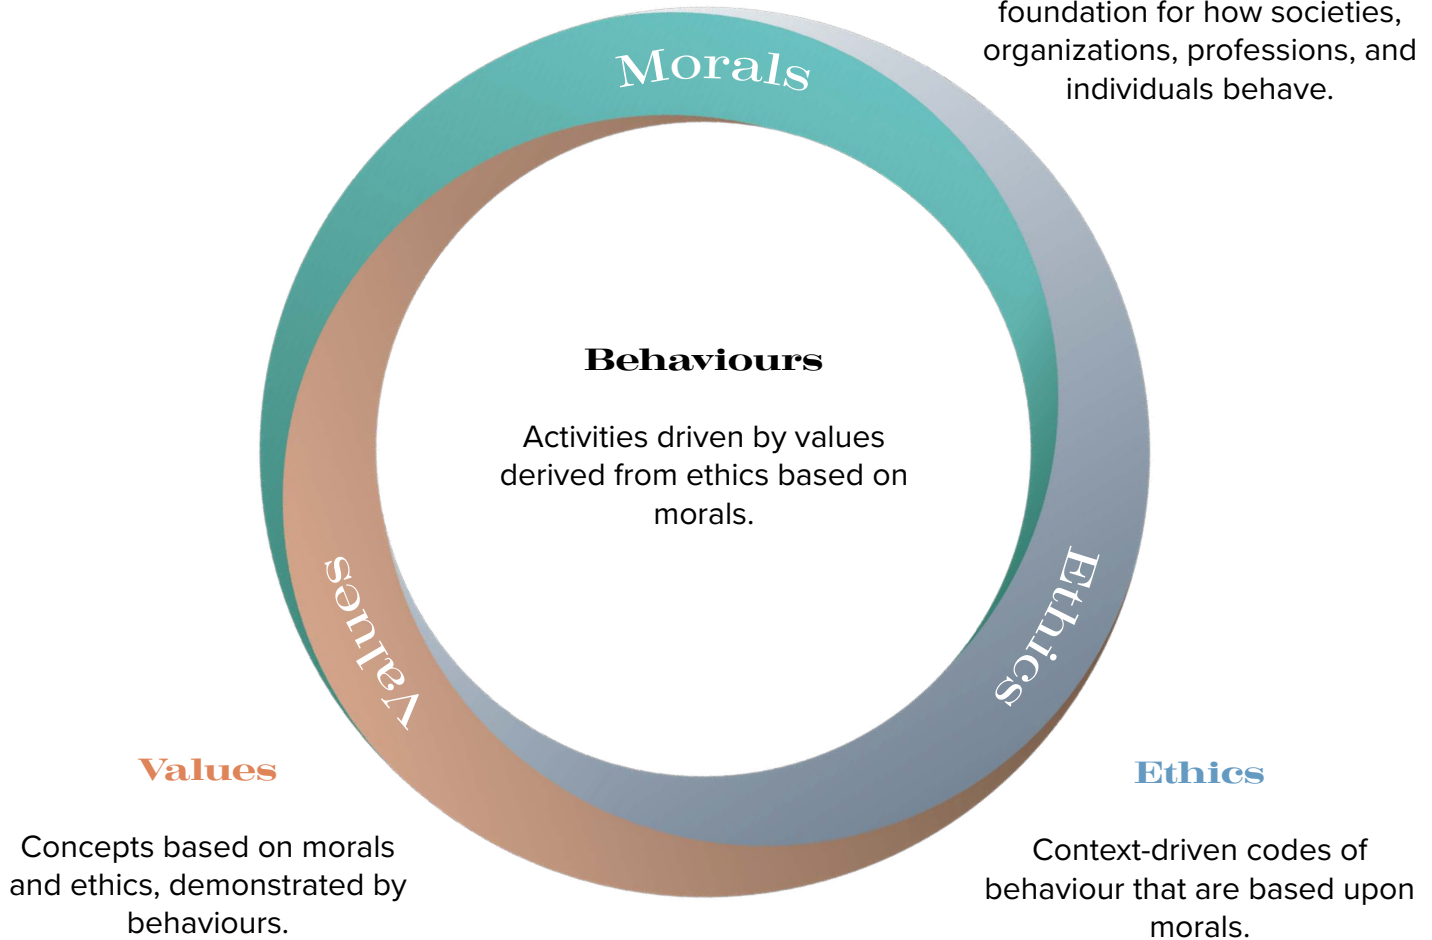 foundation for how societies,
organizations, professions, and
individuals behave.
Morals
Behaviours
Activities driven by values
derived from ethics based on
morals.
Values
Ethics
Values
Concepts based on morals
and ethics, demonstrated by
behaviours.
Ethics
Context-driven codes of
behaviour that are based upon
morals.